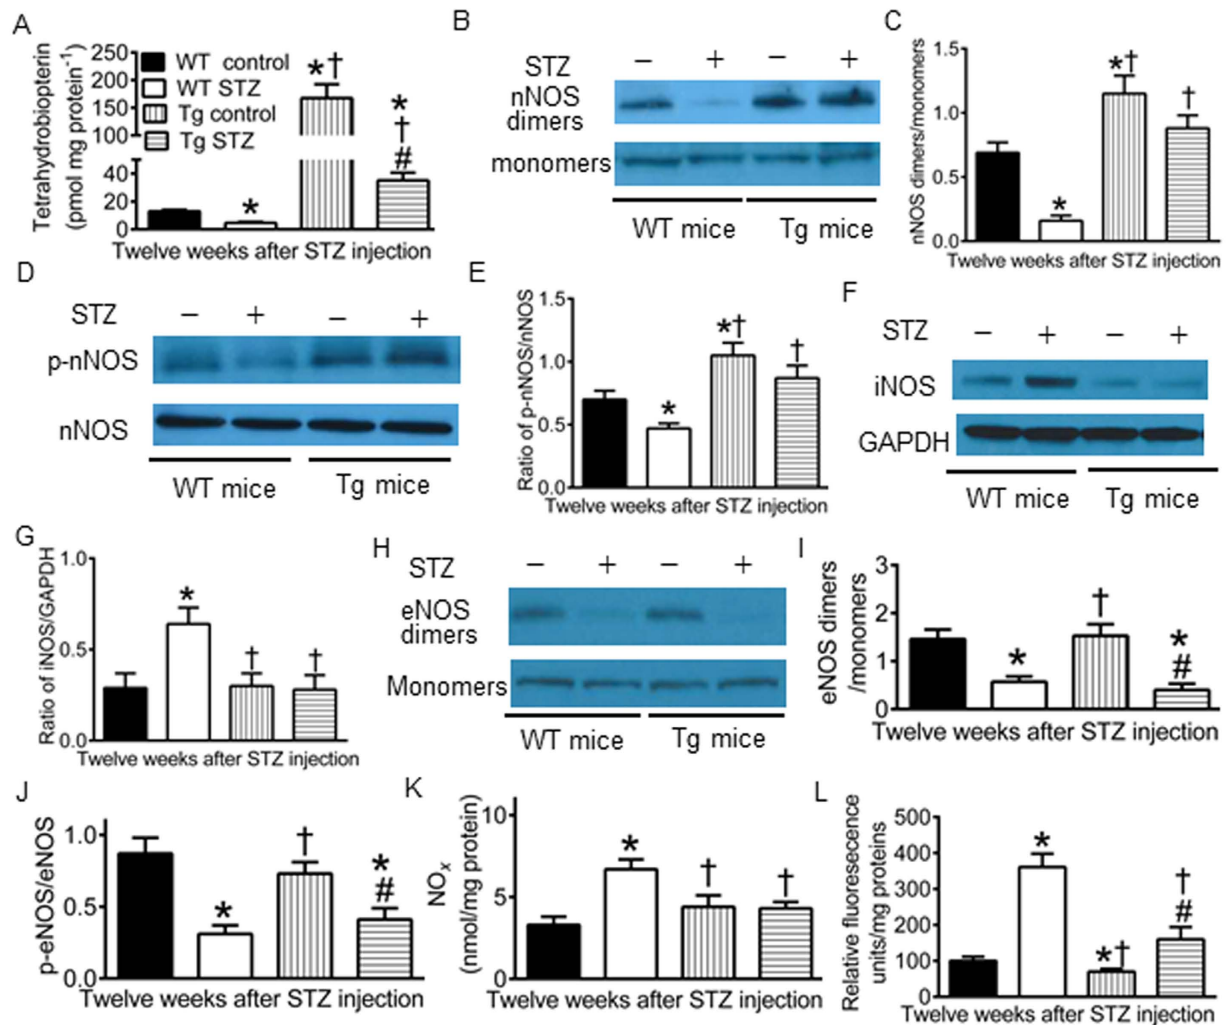 A
Tetrahydrobiopterin
(pmol mg protein⁻¹)
250
200
150
100
40
20
0
WT control
WT STZ
Tg control
Tg STZ
*
*†
*
†
#
Twelve weeks after STZ injection
B
STZ
− + − +
nNOS
dimers
monomers
WT mice
Tg mice
C
nNOS dimers/monomers
1.5
1.0
0.5
0.0
*
*†
†
Twelve weeks after STZ injection
D
STZ
− + − +
p-nNOS
nNOS
WT mice
Tg mice
E
Ratio of p-nNOS/nNOS
1.5
1.0
0.5
0.0
*
*†
†
Twelve weeks after STZ injection
F
STZ
− + − +
iNOS
GAPDH
WT mice
Tg mice
G
Ratio of iNOS/GAPDH
1.0
0.5
0.0
*
†
†
Twelve weeks after STZ injection
H
STZ
− + − +
eNOS
dimers
Monomers
WT mice
Tg mice
I
eNOS dimers
/monomers
3
2
1
0
*
†
*
#
Twelve weeks after STZ injection
J
p-eNOS/eNOS
1.0
0.5
0.0
*
†
*
#
Twelve weeks after STZ injection
K
NOx
(nmol/mg protein)
10
5
0
*
†
†
Twelve weeks after STZ injection
L
Relative fluoresecence
units/mg proteins
500
400
300
200
100
0
*
*†
†
#
Twelve weeks after STZ injection